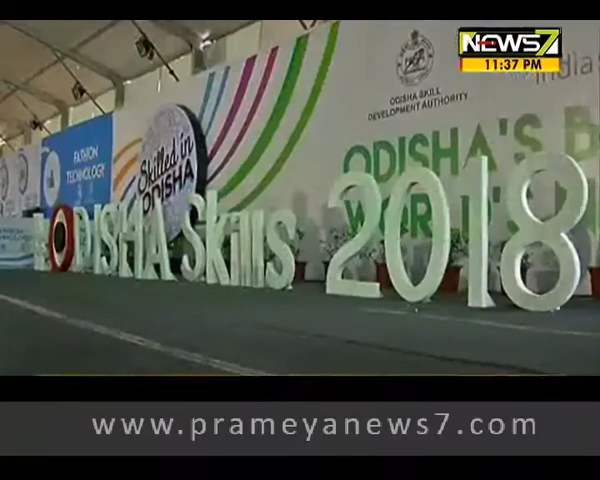 NEWS7
11:37 PM
india
ODISHA SKILL
DEVELOPMENT AUTHORITY
FASHION
TECHNOLOGY
Skilled in
ODISHA
ODISHA'S
WORLD'S
ODISHA Skills 2018
www.prameyanews7.com